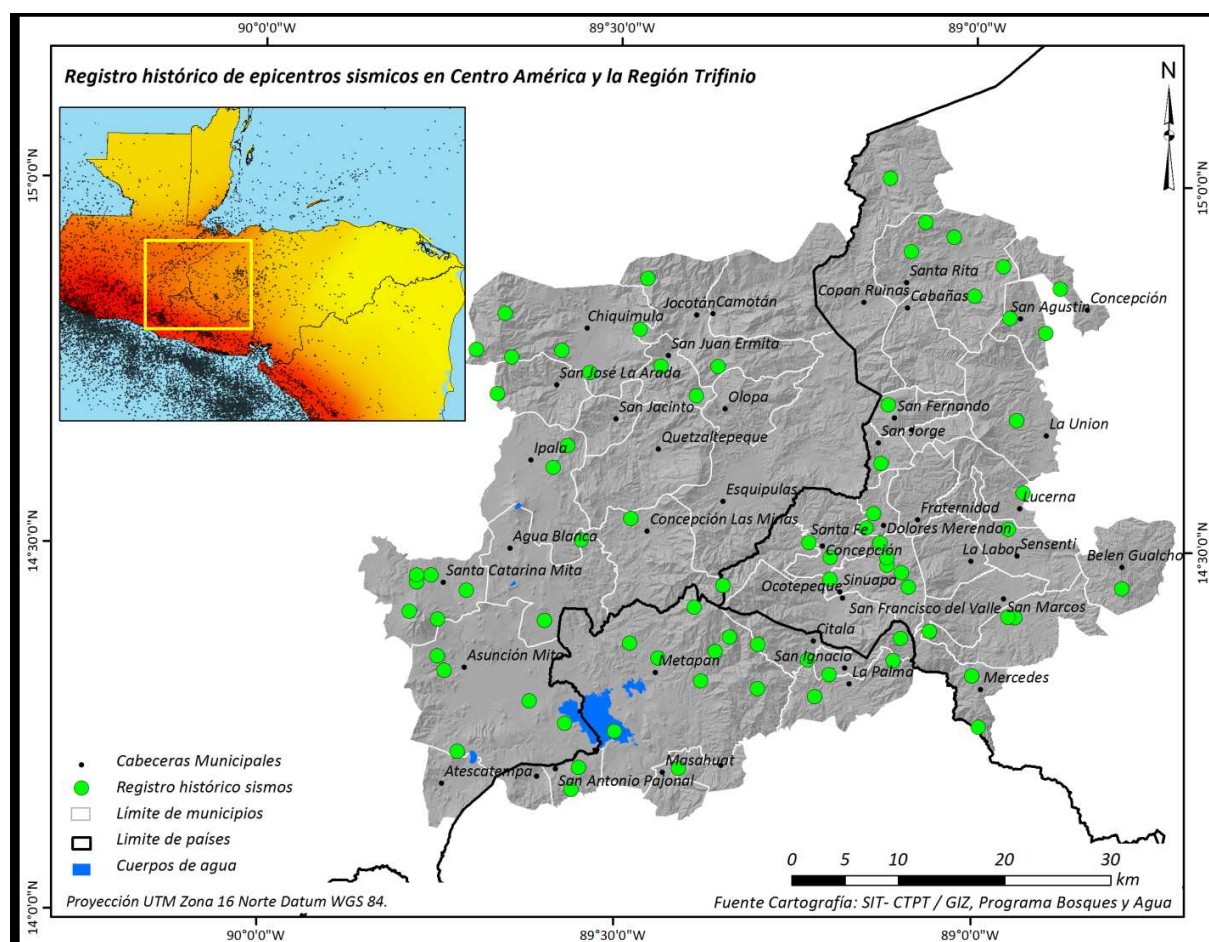 90°0'0"W
89°30'0"W
89°0'0"W
Registro histórico de epicentros sismicos en Centro América y la Región Trifinio
N
15°0'0"N
15°0'0"N
Santa Rita
Copan Ruinas
Cabañas
Concepción
San Agustin
Jocotán
Camotán
Chiquimula
San Juan Ermita
San José La Arada
San Jacinto
Olopa
Quetzaltepeque
Ipala
San Fernando
San Jorge
La Union
Esquipulas
Lucerna
Concepción Las Minas
Fraternidad
Santa Fe
Dolores Merendan
Agua Blanca
Concepción
La Labor
Sensenti
Belen Gualcho
14°30'0"N
14°30'0"N
Santa Catarina Mita
Ocotepeque
Sinuapa
San Francisco del Valle
San Marcos
Citala
Asunción Mita
Metapan
San Ignacio
La Palma
Mercedes
Masahuat
Atescatempa
San Antonio Pajonal
Cabeceras Municipales
Registro histórico sismos
Límite de municipios
Limite de países
Cuerpos de agua
0 5 10 20 30
km
Proyección UTM Zona 16 Norte Datum WGS 84.
Fuente Cartografía: SIT- CTPT / GIZ, Programa Bosques y Agua
14°0'0"N
14°0'0"N
90°0'0"W
89°30'0"W
89°0'0"W